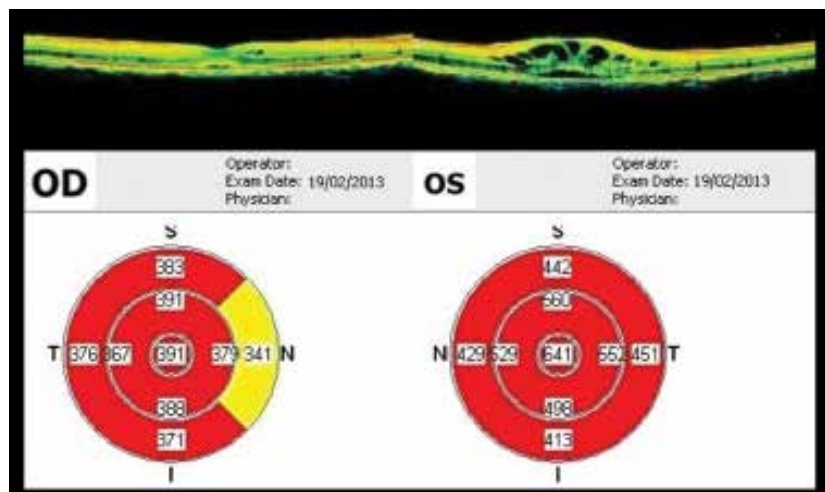 OD
Operator:
Exam Date: 19/02/2013
Physician:
OS
Operator:
Exam Date: 19/02/2013
Physician:
S
383
391
T 376 367 391 379 341 N
388
371
I
S
442
560
N 429 529 641 552 451 T
498
413
I